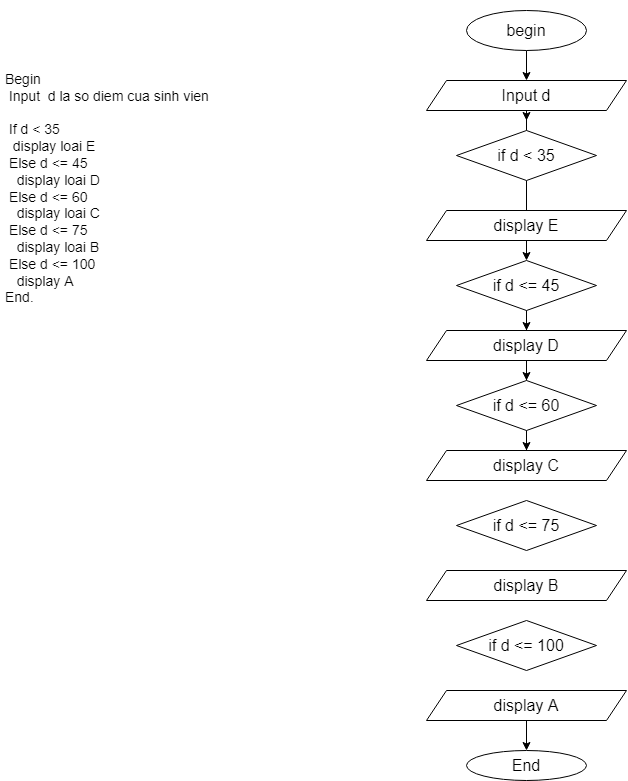 Begin
Input d la so diem cua sinh vien
If d < 35
display loai E
Else d <= 45
display loai D
Else d <= 60
display loai C
Else d <= 75
display loai B
Else d <= 100
display A
End.
begin
Input d
if d < 35
display E
if d <= 45
display D
if d <= 60
display C
if d <= 75
display B
if d <= 100
display A
End